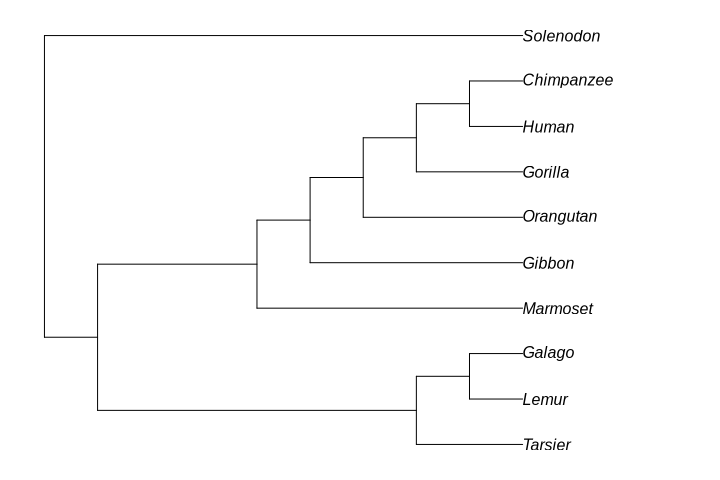 Solenodon
Chimpanzee
Human
Gorilla
Orangutan
Gibbon
Marmoset
Galago
Lemur
Tarsier